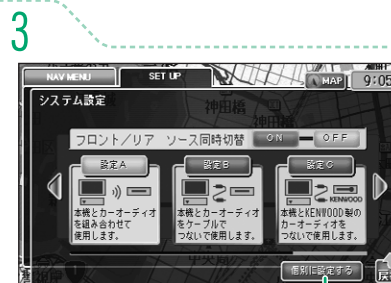 3
NAV MENU SET UP MAP 9:05
システム設定
神田橋
フロント／リア ソース同時切替 ON OFF
設定A 設定B 設定C
KENWOOD
本機とカーオーディオ
を組み合わせて
使用します。
本機とカーオーディオ
をケーブルで
つないで使用します。
本機とKENWOOD製の
カーオーディオを
つないで使用します。
個別に設定する
戻